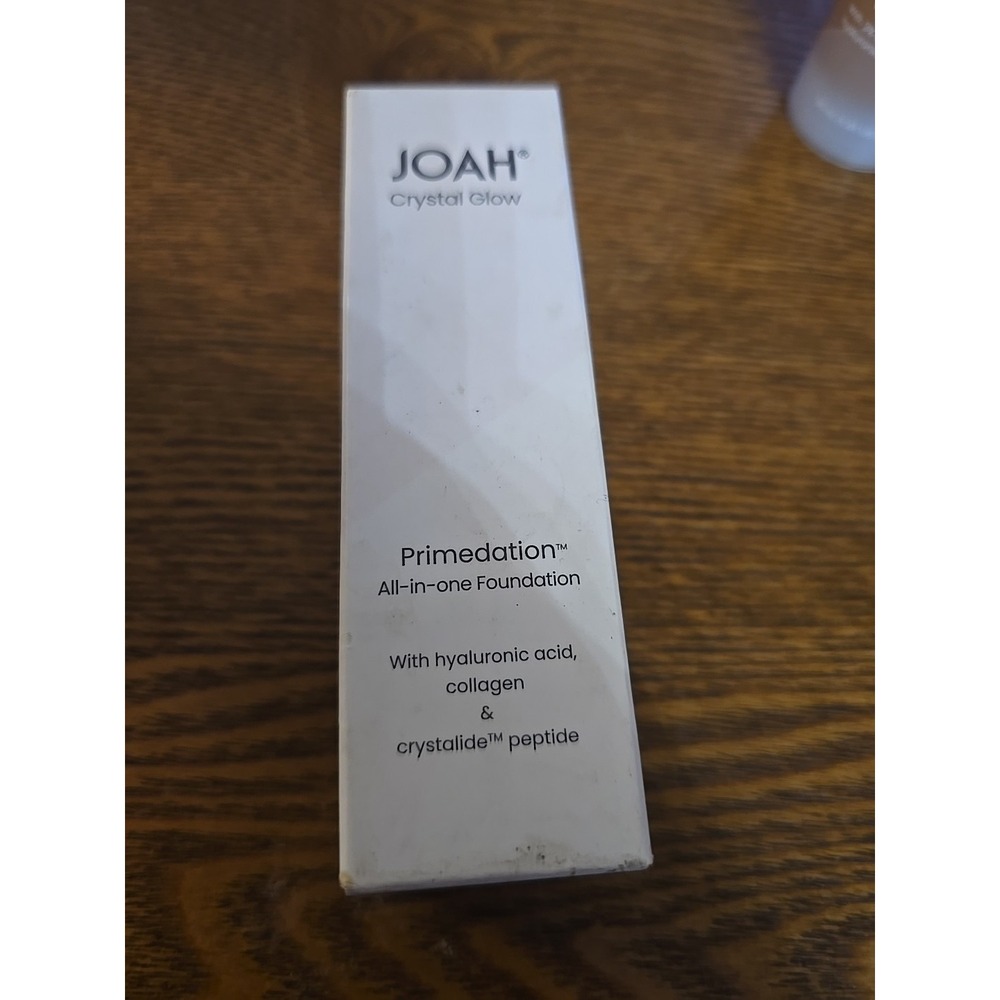 JOAH®
Crystal Glow
Primedation™
All-in-one Foundation
With hyaluronic acid,
collagen
&
crystalide™ peptide